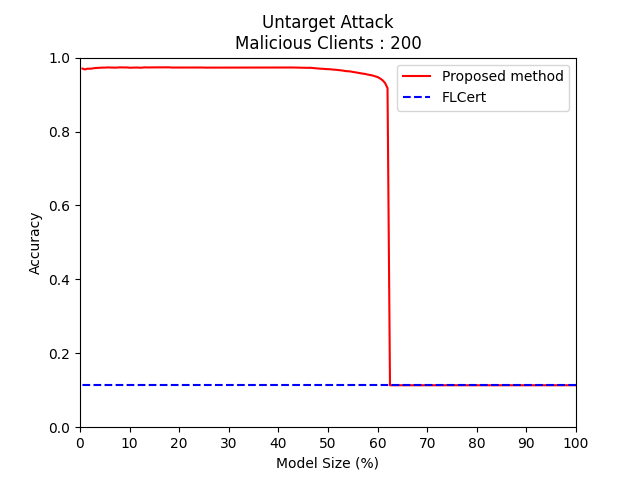 Untarget Attack
Malicious Clients : 200
1.0
0.8
0.6
0.4
0.2
0.0
Accuracy
Proposed method
FLCert
0 10 20 30 40 50 60 70 80 90 100
Model Size (%)